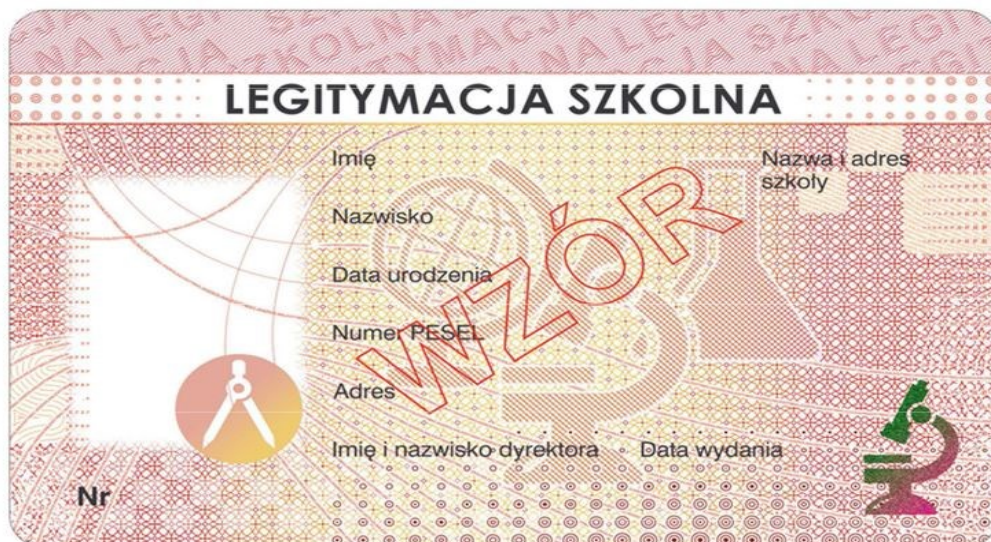 LEGITYMACJA SZKOLNA
Imię
Nazwa i adres
szkoły
Nazwisko
Data urodzenia
Numer PESEL
Adres
Imię i nazwisko dyrektora
Data wydania
Nr
WZÓR